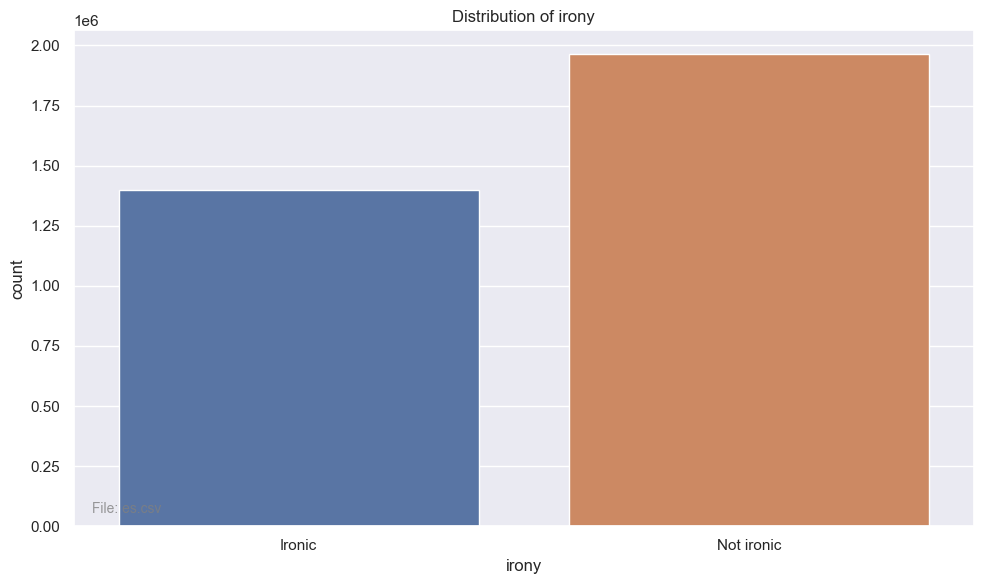 Distribution of irony
1e6
2.00
1.75
1.50
1.25
1.00
0.75
0.50
0.25
0.00
count
File: es.csv
Ironic
Not ironic
irony